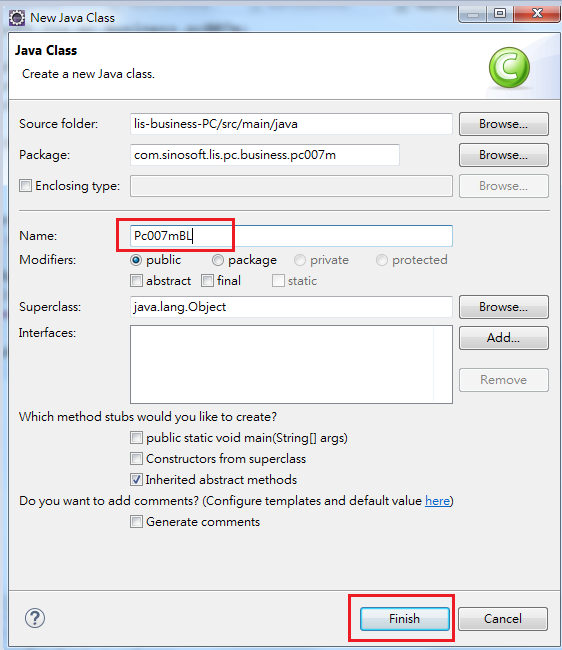 New Java Class
Java Class
Create a new Java class.
C
Source folder: lis-business-PC/src/main/java Browse...
Package: com.sinosoft.lis.pc.business.pc007m Browse...
Enclosing type: Browse...
Name: Pc007mBL
Modifiers: public package private protected
abstract final static
Superclass: java.lang.Object Browse...
Interfaces: Add...
Remove
Which method stubs would you like to create?
public static void main(String[] args)
Constructors from superclass
Inherited abstract methods
Do you want to add comments? (Configure templates and default value here)
Generate comments
? Finish Cancel